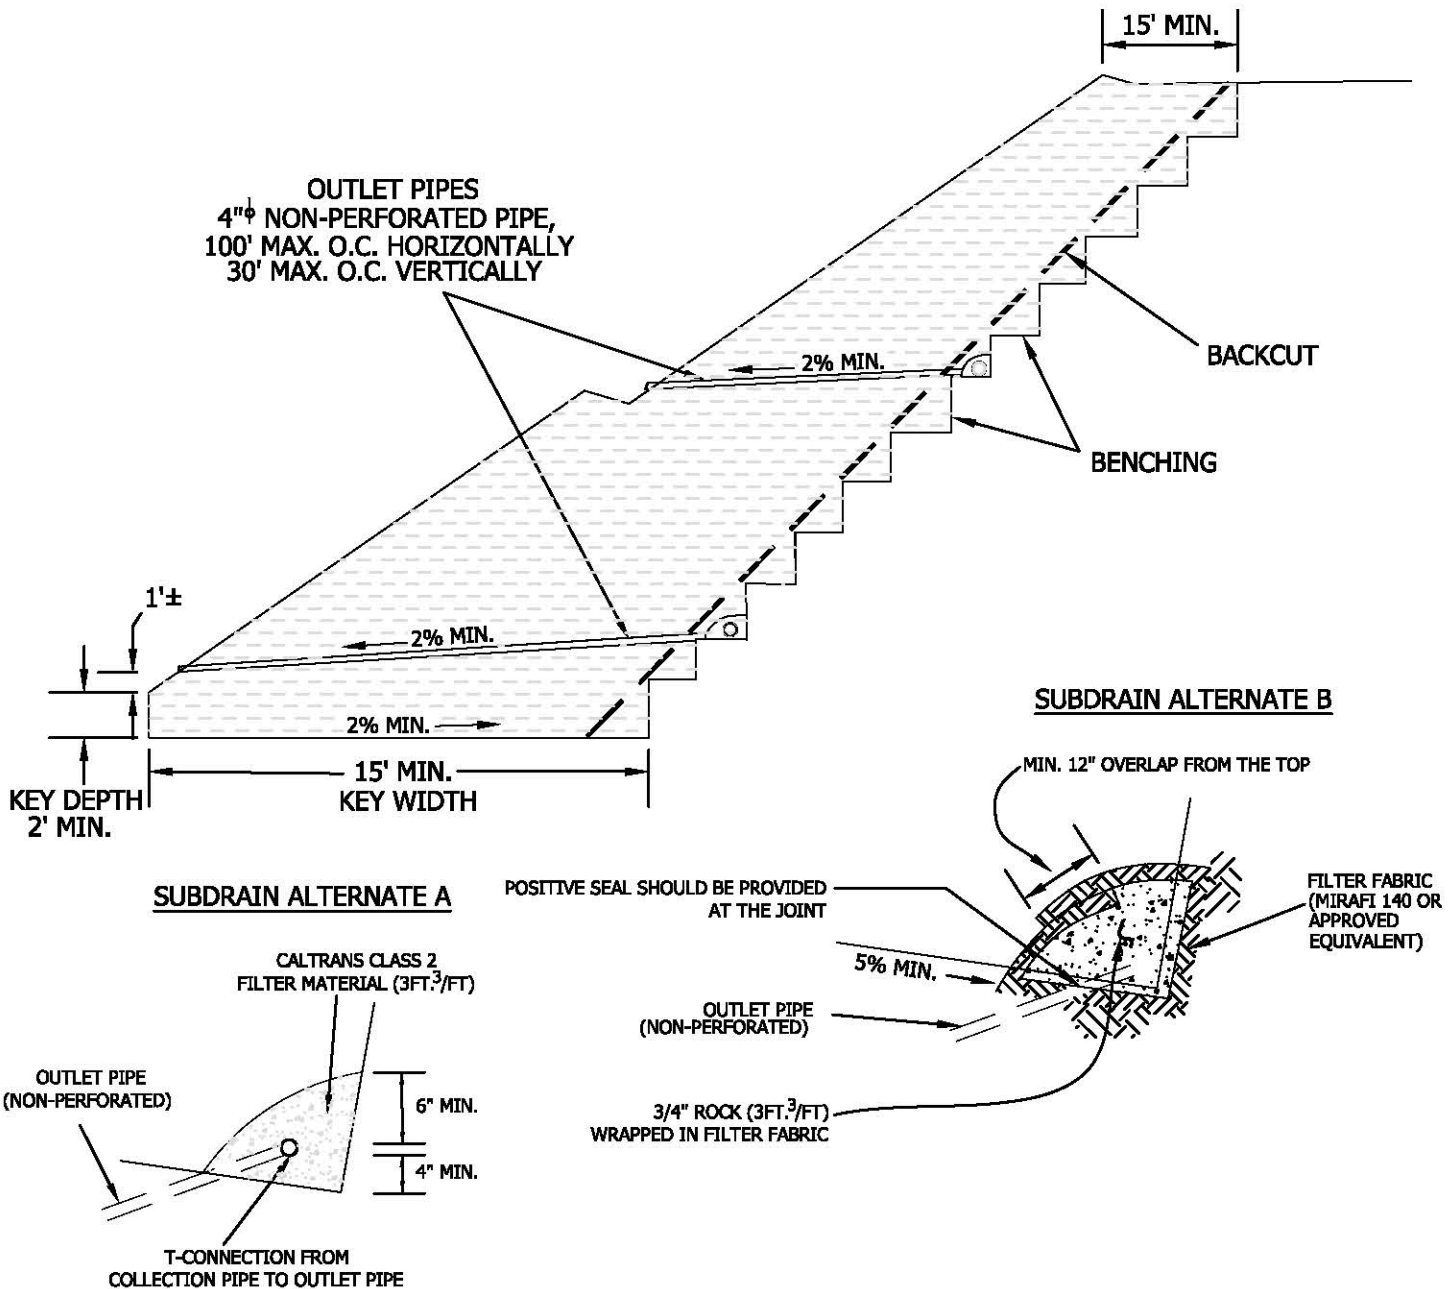 15' MIN.
OUTLET PIPES
4"ϕ NON-PERFORATED PIPE,
100' MAX. O.C. HORIZONTALLY
30' MAX. O.C. VERTICALLY
BACKCUT
2% MIN.
BENCHING
1'±
2% MIN.
2% MIN.
15' MIN.
KEY WIDTH
KEY DEPTH
2' MIN.
SUBDRAIN ALTERNATE B
MIN. 12" OVERLAP FROM THE TOP
POSITIVE SEAL SHOULD BE PROVIDED
AT THE JOINT
FILTER FABRIC
(MIRAFI 140 OR
APPROVED
EQUIVALENT)
5% MIN.
OUTLET PIPE
(NON-PERFORATED)
3/4" ROCK (3FT.³/FT)
WRAPPED IN FILTER FABRIC
SUBDRAIN ALTERNATE A
CALTRANS CLASS 2
FILTER MATERIAL (3FT.³/FT)
OUTLET PIPE
(NON-PERFORATED)
6" MIN.
4" MIN.
T-CONNECTION FROM
COLLECTION PIPE TO OUTLET PIPE